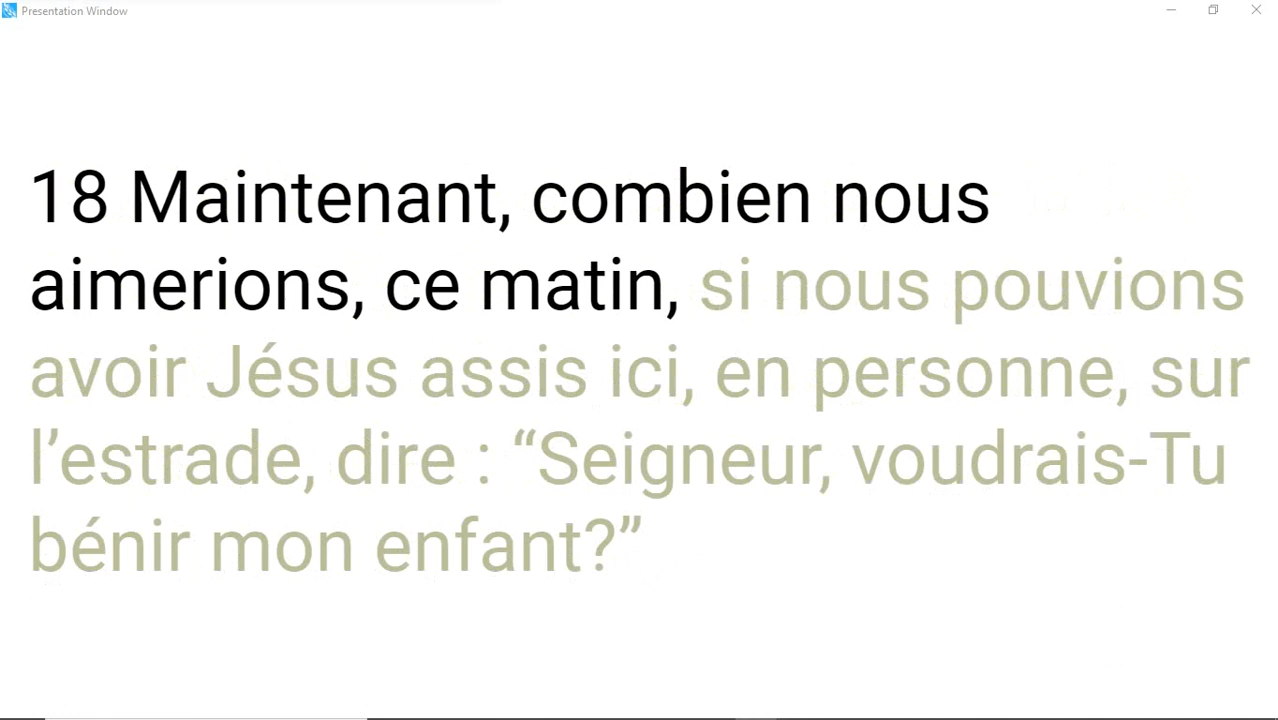 Presentation Window
18 Maintenant, combien nous
aimerions, ce matin, si nous pouvions
avoir Jésus assis ici, en personne, sur
l’estrade, dire : “Seigneur, voudrais-Tu
bénir mon enfant?”